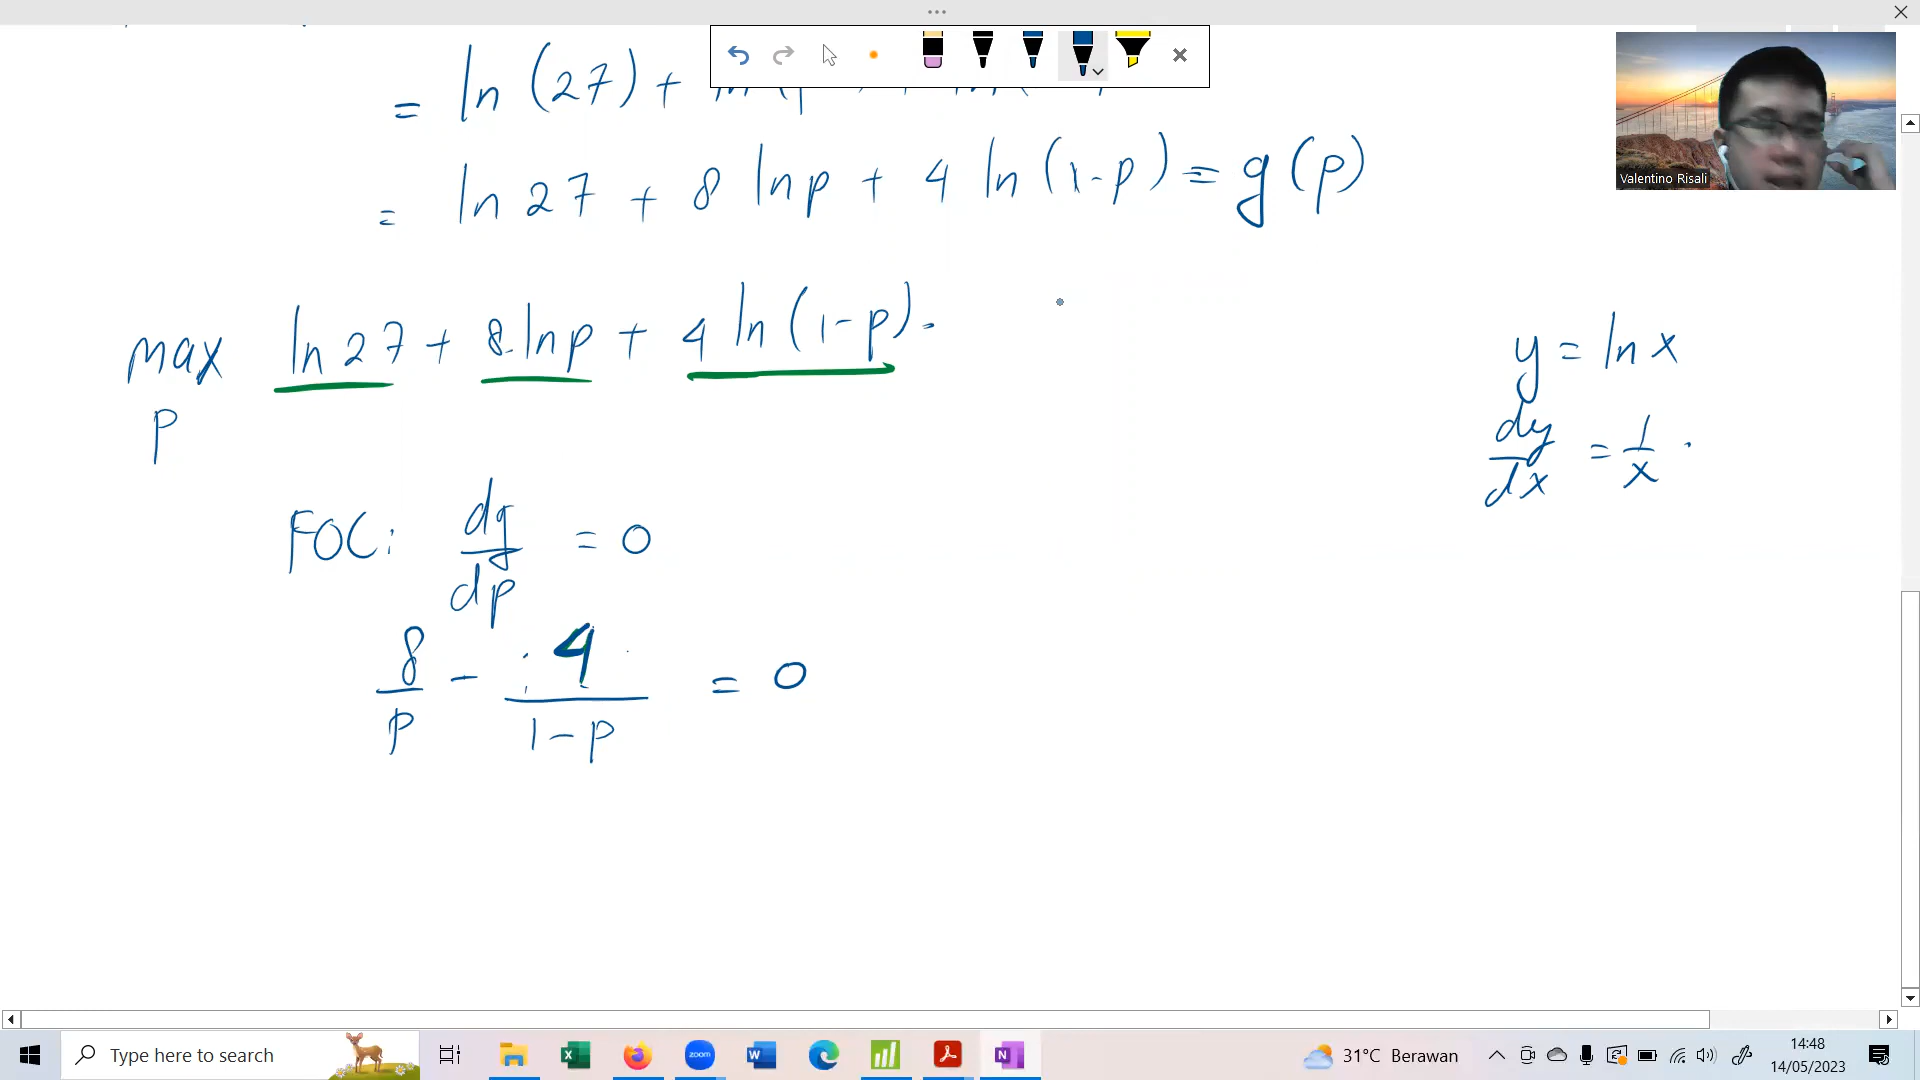 = ln (27) +
= ln 27 + 8 ln p + 4 ln (1-p) = g(p)
Valentino Risali
max ln 27 + 8 ln p + 4 ln (1-p).
p
y = ln x
dy/dx = 1/x
FOC: dg/dp = 0
8/p - 4/(1-p) = 0
Type here to search
zoom
31°C Berawan
14:48
14/05/2023